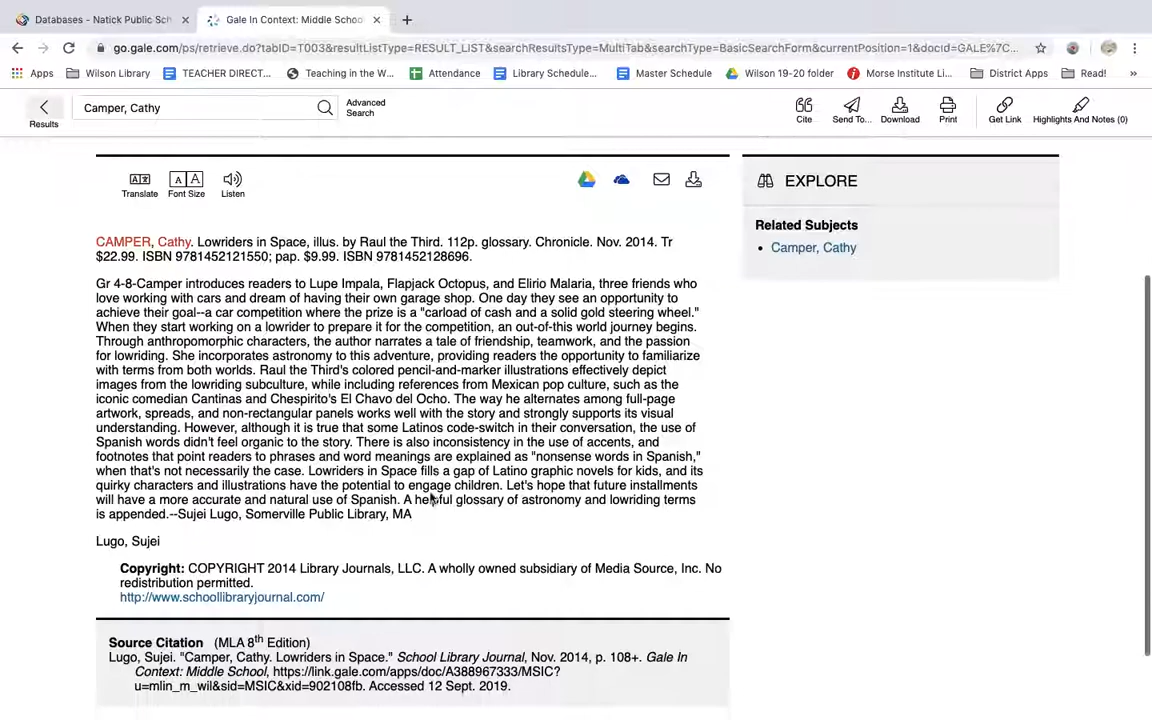 Databases - Natick Public Sch
Gale In Context: Middle Schoo
go.gale.com/ps/retrieve.do?tabID=T003&resultListType=RESULT_LIST&searchResultsType=MultiTab&searchType=BasicSearchForm&currentPosition=1&docId=GALE%7C...
Apps Wilson Library TEACHER DIRECT... Teaching in the W... Attendance Library Schedule... Master Schedule Wilson 19-20 folder Morse Institute Li... District Apps Read! »
Results
Camper, Cathy
Advanced
Search
Cite Send To... Download Print Get Link Highlights And Notes (0)
Translate Font Size Listen
EXPLORE
Related Subjects
• Camper, Cathy
CAMPER, Cathy. Lowriders in Space, illus. by Raul the Third. 112p. glossary. Chronicle. Nov. 2014. Tr
$22.99. ISBN 9781452121550; pap. $9.99. ISBN 9781452128696.
Gr 4-8-Camper introduces readers to Lupe Impala, Flapjack Octopus, and Elirio Malaria, three friends who
love working with cars and dream of having their own garage shop. One day they see an opportunity to
achieve their goal--a car competition where the prize is a "carload of cash and a solid gold steering wheel."
When they start working on a lowrider to prepare it for the competition, an out-of-this world journey begins.
Through anthropomorphic characters, the author narrates a tale of friendship, teamwork, and the passion
for lowriding. She incorporates astronomy to this adventure, providing readers the opportunity to familiarize
with terms from both worlds. Raul the Third's colored pencil-and-marker illustrations effectively depict
images from the lowriding subculture, while including references from Mexican pop culture, such as the
iconic comedian Cantinas and Chespirito's El Chavo del Ocho. The way he alternates among full-page
artwork, spreads, and non-rectangular panels works well with the story and strongly supports its visual
understanding. However, although it is true that some Latinos code-switch in their conversation, the use of
Spanish words didn't feel organic to the story. There is also inconsistency in the use of accents, and
footnotes that point readers to phrases and word meanings are explained as "nonsense words in Spanish,"
when that's not necessarily the case. Lowriders in Space fills a gap of Latino graphic novels for kids, and its
quirky characters and illustrations have the potential to engage children. Let's hope that future installments
will have a more accurate and natural use of Spanish. A helpful glossary of astronomy and lowriding terms
is appended.--Sujei Lugo, Somerville Public Library, MA
Lugo, Sujei
Copyright: COPYRIGHT 2014 Library Journals, LLC. A wholly owned subsidiary of Media Source, Inc. No
redistribution permitted.
http://www.schoollibraryjournal.com/
Source Citation (MLA 8th Edition)
Lugo, Sujei. "Camper, Cathy. Lowriders in Space." School Library Journal, Nov. 2014, p. 108+. Gale In
Context: Middle School, https://link.gale.com/apps/doc/A388967333/MSIC?
u=mlin_m_wil&sid=MSIC&xid=902108fb. Accessed 12 Sept. 2019.